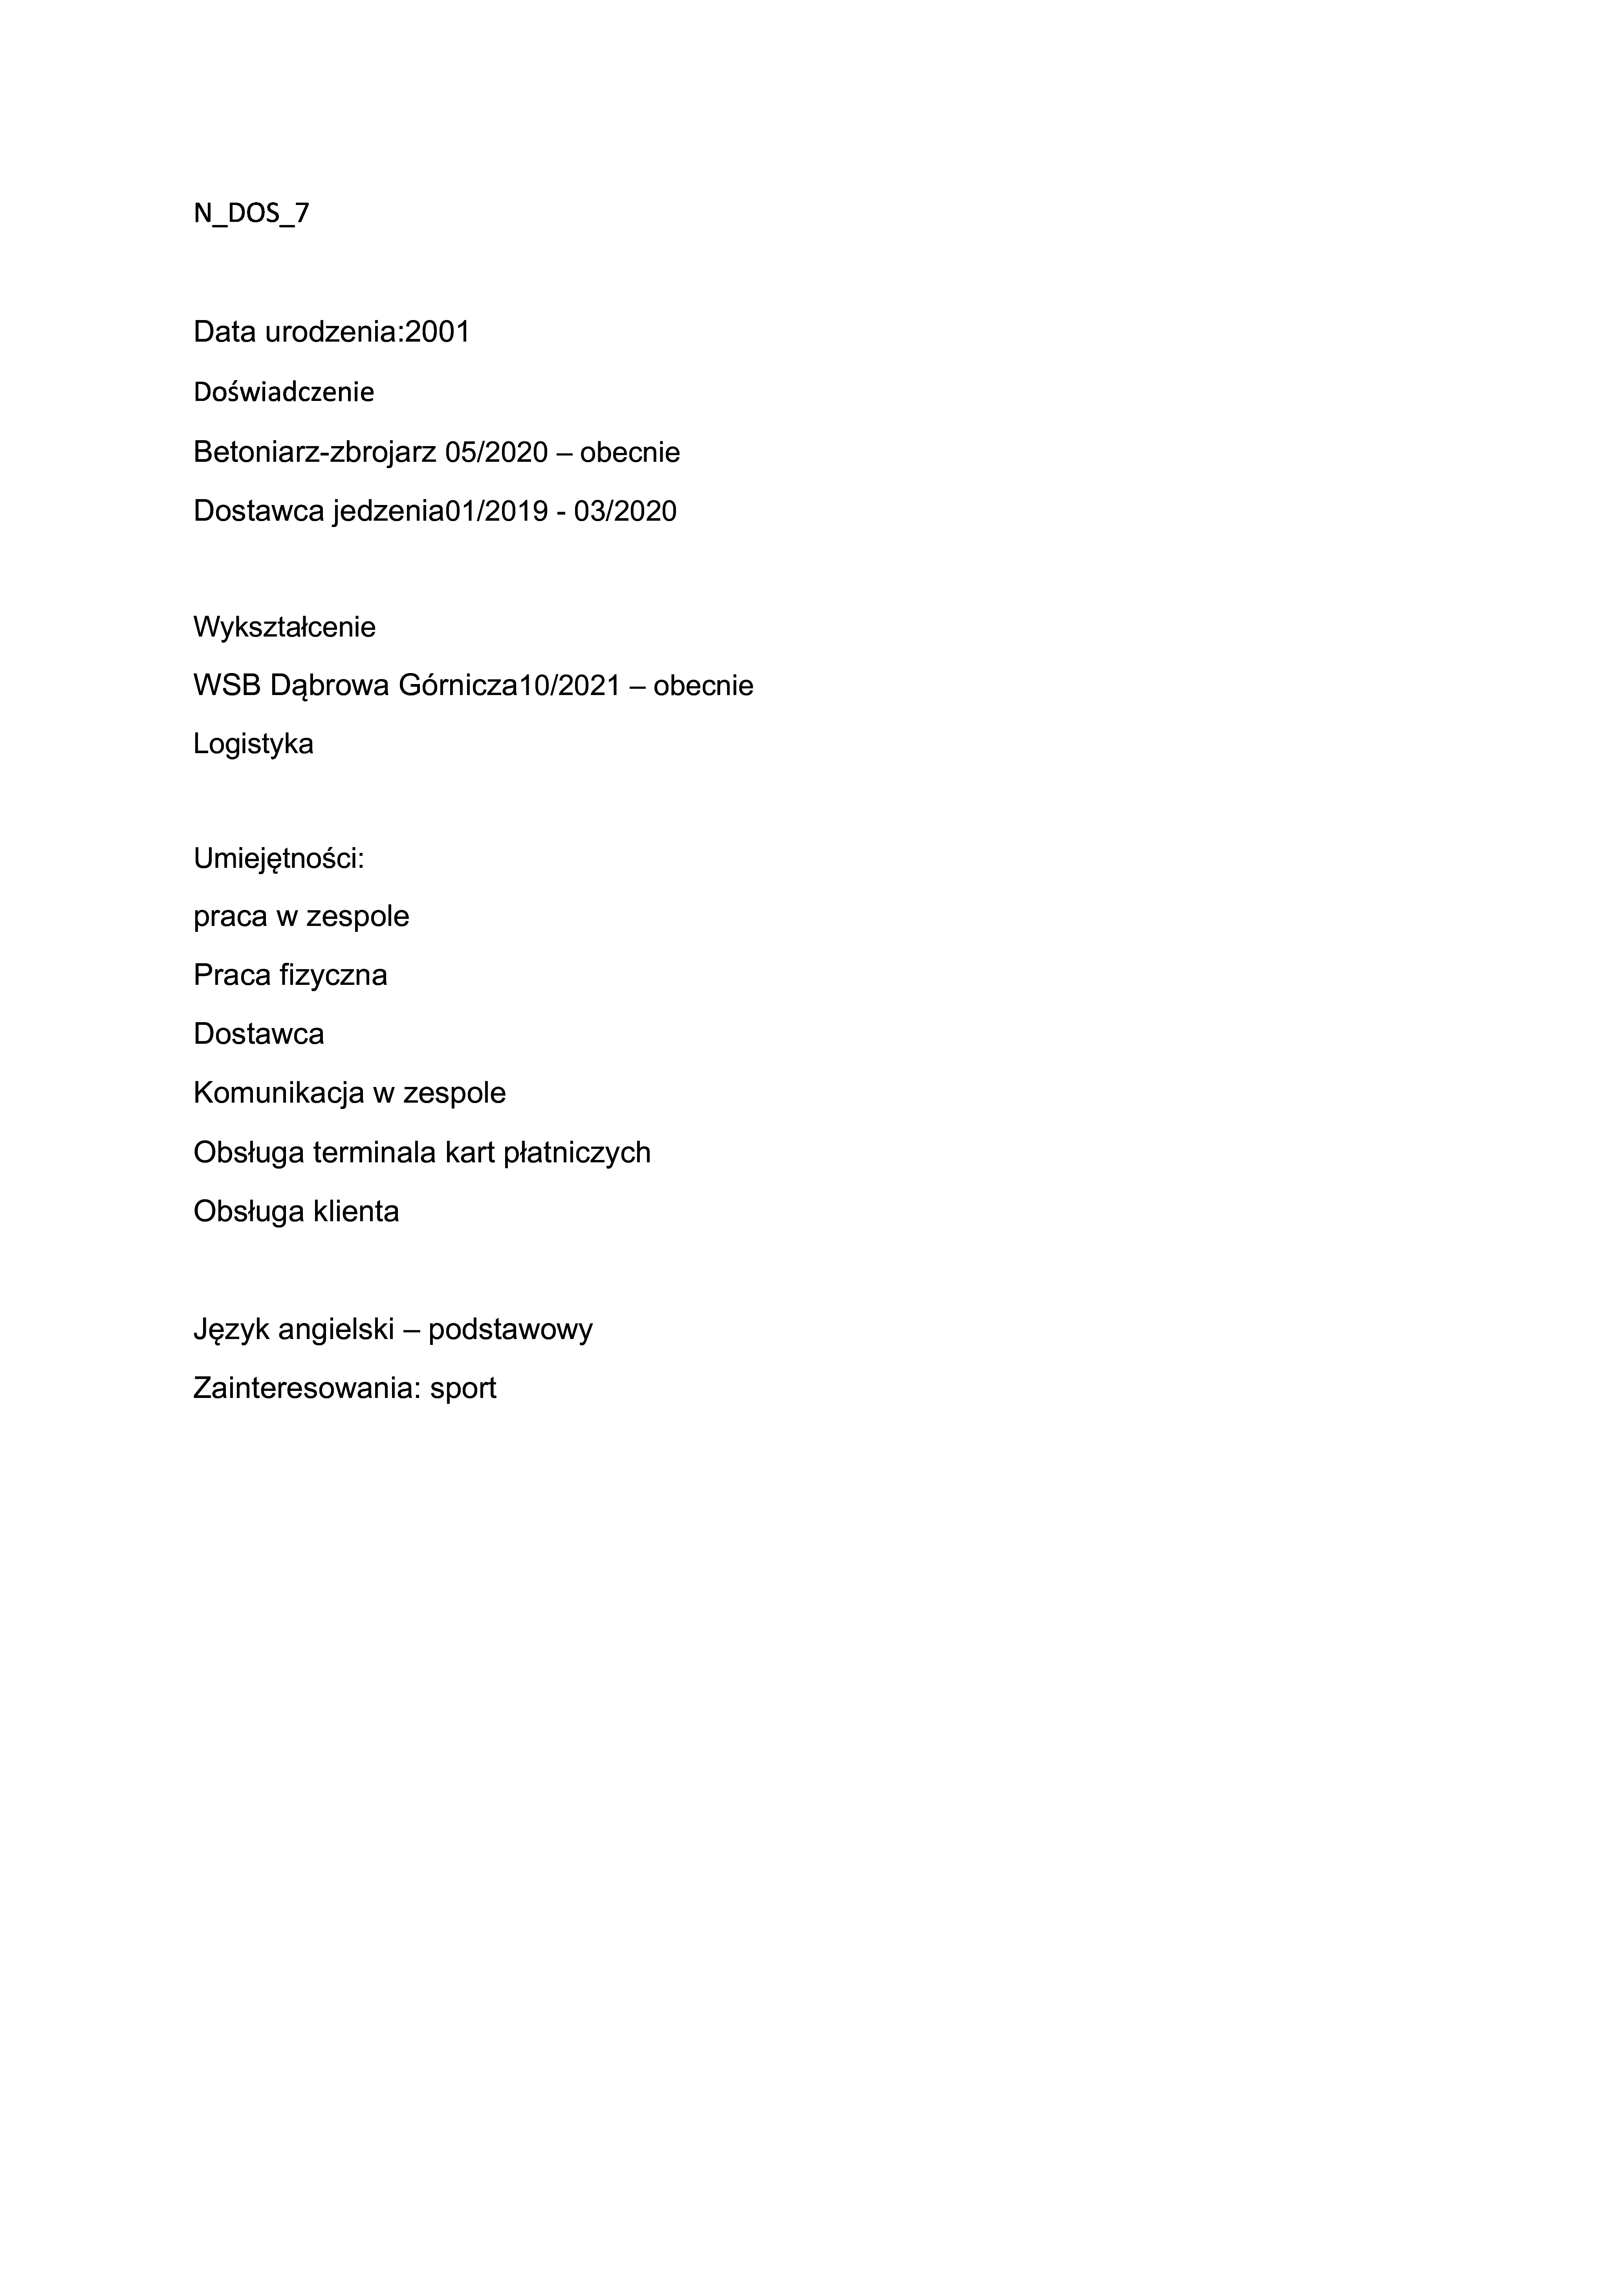 N_DOS_7
Data urodzenia:2001
Doświadczenie
Betoniarz-zbrojarz 05/2020 – obecnie
Dostawca jedzenia01/2019 - 03/2020
Wykształcenie
WSB Dąbrowa Górnicza10/2021 – obecnie
Logistyka
Umiejętności:
praca w zespole
Praca fizyczna
Dostawca
Komunikacja w zespole
Obsługa terminala kart płatniczych
Obsługa klienta
Język angielski – podstawowy
Zainteresowania: sport